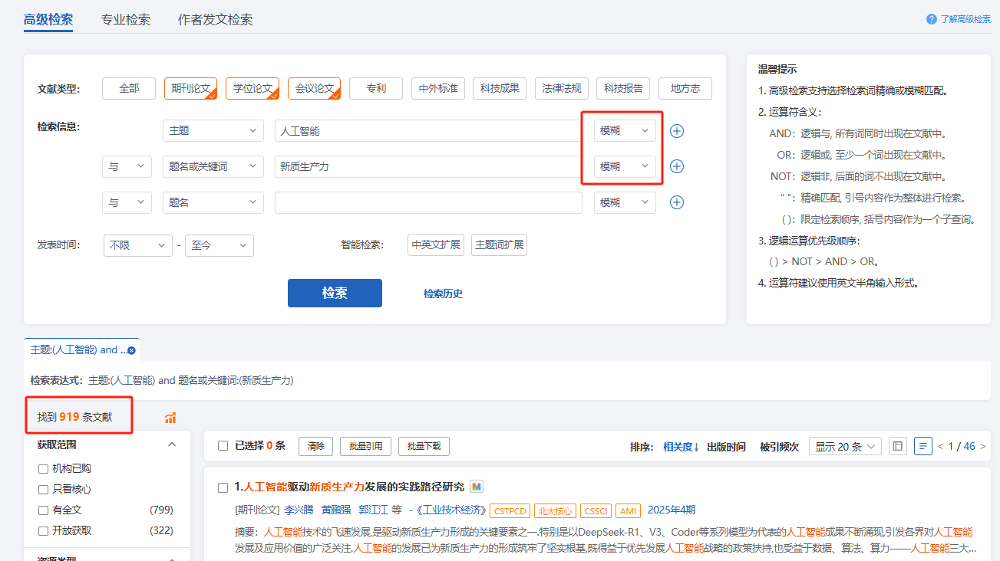 高级检索 专业检索 作者发文检索 ? 了解高级检索
文献类型: 全部 期刊论文 学位论文 会议论文 专利 中外标准 科技成果 法律法规 科技报告 地方志
检索信息: 主题 人工智能 模糊
与 题名或关键词 新质生产力 模糊
与 题名 模糊
发表时间: 不限 - 至今 智能检索: 中英文扩展 主题词扩展
检索 检索历史
温馨提示
1. 高级检索支持选择检索词精确或模糊匹配。
2. 运算符含义:
AND: 逻辑与, 所有词同时出现在文献中。
OR: 逻辑或, 至少一个词出现在文献中。
NOT: 逻辑非, 后面的词不出现在文献中。
“ ”: 精确匹配, 引号内容作为整体进行检索。
( ): 限定检索顺序, 括号内容作为一个子查询。
3. 逻辑运算优先级顺序:
( ) > NOT > AND > OR。
4. 运算符建议使用英文半角输入形式。
主题:(人工智能) and ...
检索表达式: 主题:(人工智能) and 题名或关键词:(新质生产力)
找到 919 条文献
获取范围
机构已购
只看核心
有全文 (799)
开放获取 (322)
资源类型
已选择 0 条 清除 批量引用 批量下载 排序: 相关度↓ 出版时间 被引频次 显示 20 条 < 1 / 46 >
1.人工智能驱动新质生产力发展的实践路径研究 M
[期刊论文] 李兴腾 黄鹂强 郭江江 等 -《工业技术经济》 CSTPCD 北大核心 CSSCI AMI 2025年4期
摘要: 人工智能技术的飞速发展,是驱动新质生产力形成的关键要素之一.特别是以DeepSeek-R1、V3、Coder等系列模型为代表的人工智能成果不断涌现,引发各界对人工智能
发展及应用价值的广泛关注.人工智能的发展已为新质生产力的形成筑牢了坚实根基,既得益于优先发展人工智能战略的政策扶持,也受益于数据、算法、算力——人工智能三大...